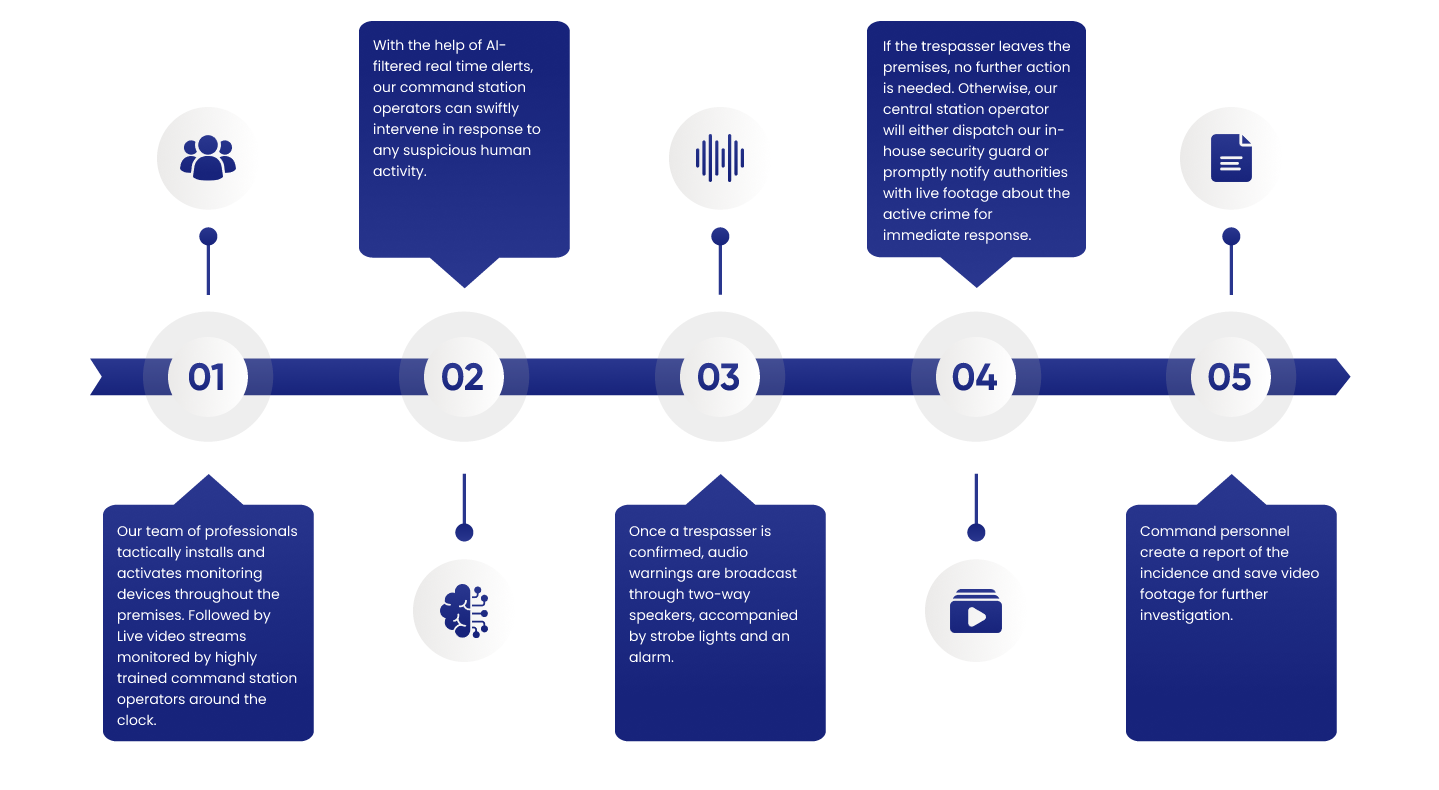 01
Our team of professionals
tactically installs and
activates monitoring
devices throughout the
premises. Followed by
Live video streams
monitored by highly
trained command station
operators around the
clock.
02
With the help of AI-
filtered real time alerts,
our command station
operators can swiftly
intervene in response to
any suspicious human
activity.
03
Once a trespasser is
confirmed, audio
warnings are broadcast
through two-way
speakers, accompanied
by strobe lights and an
alarm.
04
If the trespasser leaves the
premises, no further action
is needed. Otherwise, our
central station operator
will either dispatch our in-
house security guard or
promptly notify authorities
with live footage about the
active crime for
immediate response.
05
Command personnel
create a report of the
incidence and save video
footage for further
investigation.